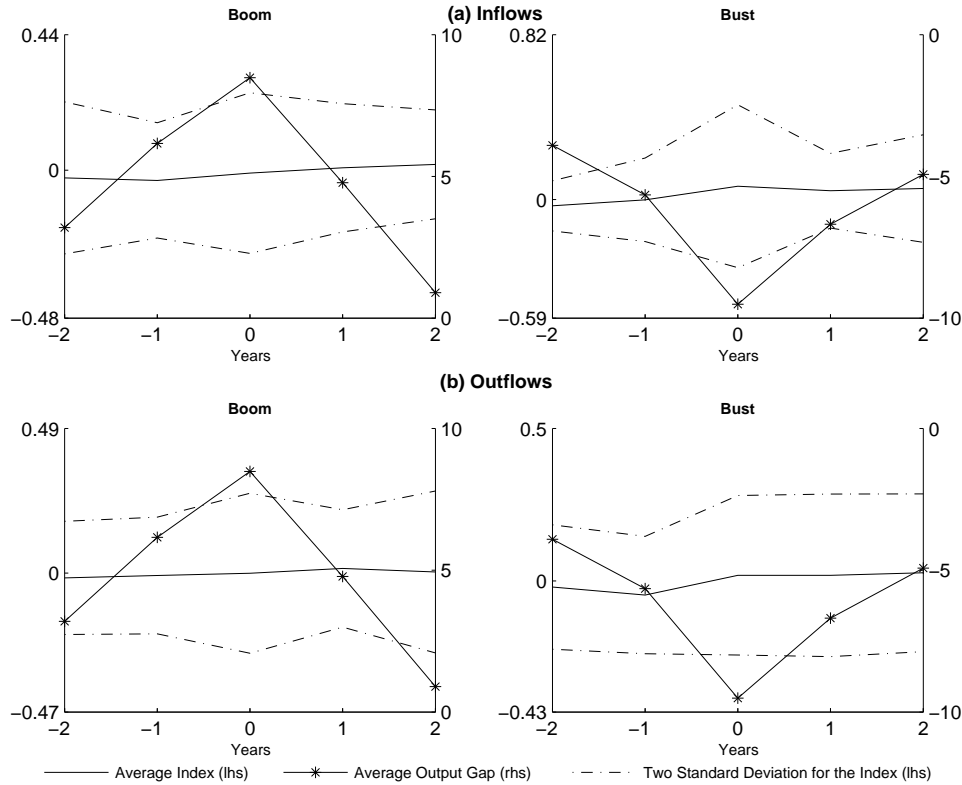 (a) Inflows
Boom
0.44
0
−0.48
10
5
0
−2 −1 0 1 2
Years
Bust
0.82
0
−0.59
0
−5
−10
−2 −1 0 1 2
Years
(b) Outflows
Boom
0.49
0
−0.47
10
5
0
−2 −1 0 1 2
Years
Bust
0.5
0
−0.43
0
−5
−10
−2 −1 0 1 2
Years
Average Index (lhs)
Average Output Gap (rhs)
Two Standard Deviation for the Index (lhs)